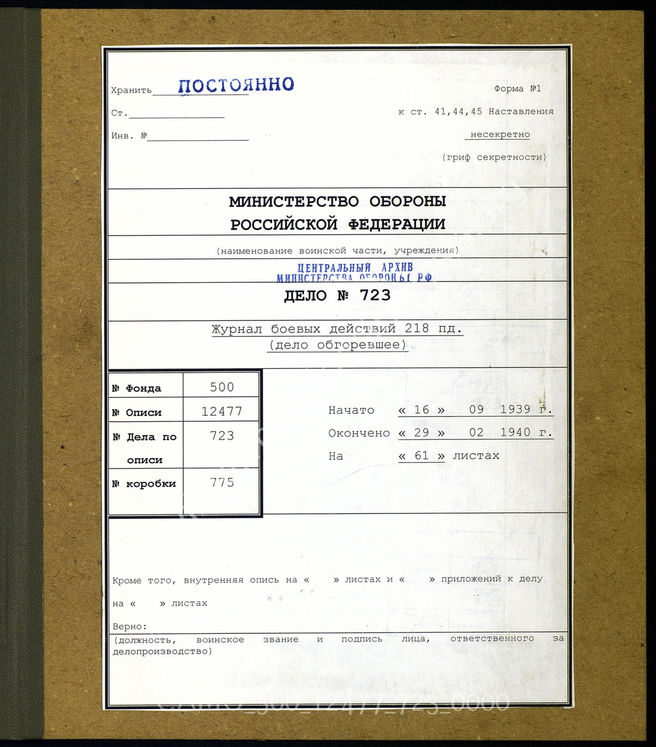 Хранить ПОСТОЯННО
Форма №1
Ст.
к ст. 41,44,45 Наставления
Инв. №
несекретно
(гриф секретности)
МИНИСТЕРСТВО ОБОРОНЫ
РОССИЙСКОЙ ФЕДЕРАЦИИ
(наименование воинской части, учреждения)
ЦЕНТРАЛЬНЫЙ АРХИВ
МИНИСТЕРСТВА ОБОРОНЫ РФ
ДЕЛО № 723
Журнал боевых действий 218 пд.
(дело обгоревшее)
№ Фонда 500
№ Описи 12477
№ Дела по 723
описи
№ коробки 775
Начато « 16 » 09 1939 г.
Окончено « 29 » 02 1940 г.
На « 61 » листах
Кроме того, внутренняя опись на « » листах и « » приложений к делу
на « » листах
Верно:
(должность, воинское звание и подпись лица, ответственного за
делопроизводство)